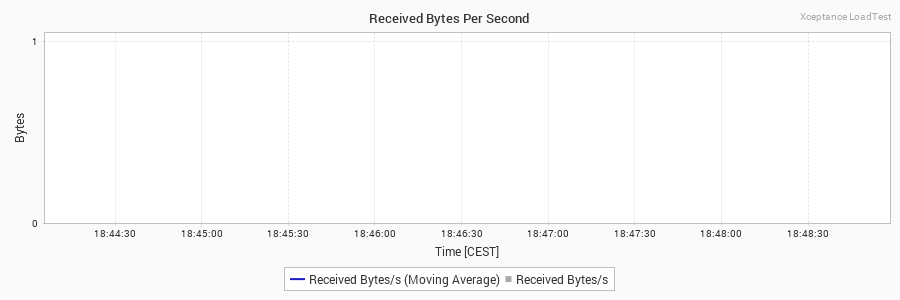 Received Bytes Per Second
Xceptance LoadTest
1
Bytes
0
18:44:30 18:45:00 18:45:30 18:46:00 18:46:30 18:47:00 18:47:30 18:48:00 18:48:30
Time [CEST]
Received Bytes/s (Moving Average) Received Bytes/s